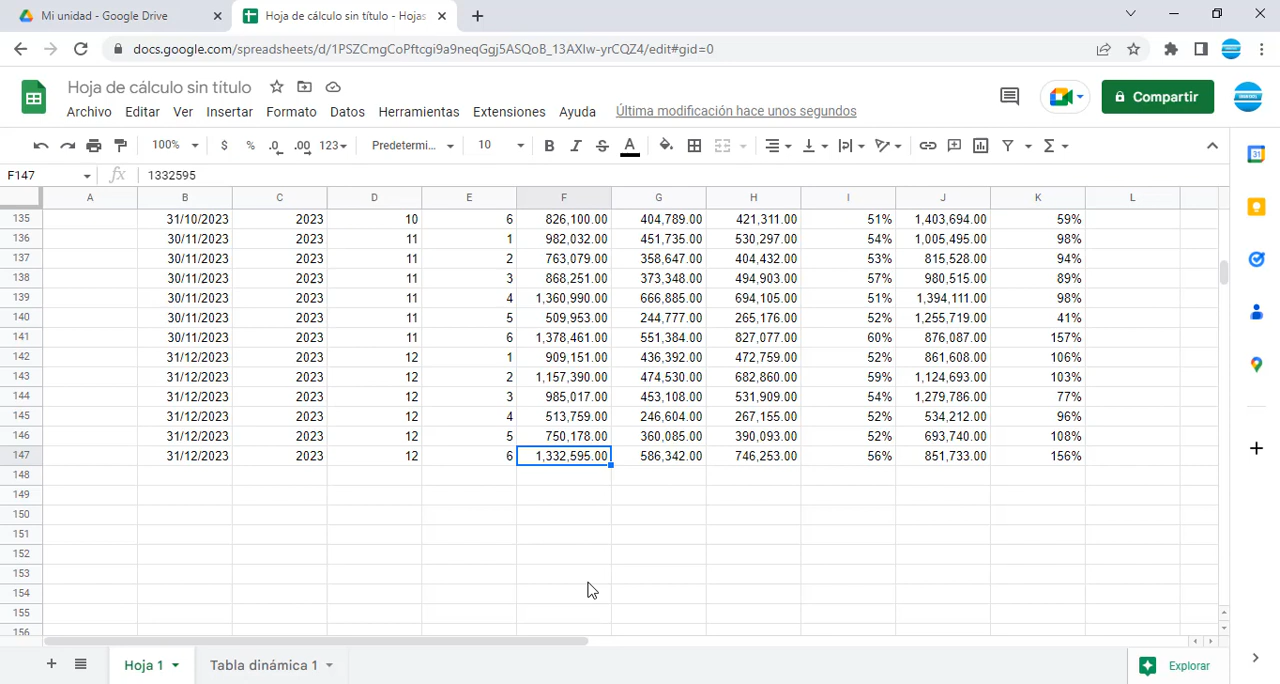 Mi unidad - Google Drive
Hoja de cálculo sin título - Hojas
docs.google.com/spreadsheets/d/1PSZCmgCoPftcgi9a9neqGgj5ASQoB_13AXIw-yrCQZ4/edit#gid=0
Hoja de cálculo sin título
Archivo Editar Ver Insertar Formato Datos Herramientas Extensiones Ayuda Última modificación hace unos segundos
Compartir
100% $ % .0 .00 123 Predetermi... 10 B I S A
F147 fx 1332595
A B C D E F G H I J K L
135 31/10/2023 2023 10 6 826,100.00 404,789.00 421,311.00 51% 1,403,694.00 59%
136 30/11/2023 2023 11 1 982,032.00 451,735.00 530,297.00 54% 1,005,495.00 98%
137 30/11/2023 2023 11 2 763,079.00 358,647.00 404,432.00 53% 815,528.00 94%
138 30/11/2023 2023 11 3 868,251.00 373,348.00 494,903.00 57% 980,515.00 89%
139 30/11/2023 2023 11 4 1,360,990.00 666,885.00 694,105.00 51% 1,394,111.00 98%
140 30/11/2023 2023 11 5 509,953.00 244,777.00 265,176.00 52% 1,255,719.00 41%
141 30/11/2023 2023 11 6 1,378,461.00 551,384.00 827,077.00 60% 876,087.00 157%
142 31/12/2023 2023 12 1 909,151.00 436,392.00 472,759.00 52% 861,608.00 106%
143 31/12/2023 2023 12 2 1,157,390.00 474,530.00 682,860.00 59% 1,124,693.00 103%
144 31/12/2023 2023 12 3 985,017.00 453,108.00 531,909.00 54% 1,279,786.00 77%
145 31/12/2023 2023 12 4 513,759.00 246,604.00 267,155.00 52% 534,212.00 96%
146 31/12/2023 2023 12 5 750,178.00 360,085.00 390,093.00 52% 693,740.00 108%
147 31/12/2023 2023 12 6 1,332,595.00 586,342.00 746,253.00 56% 851,733.00 156%
148
149
150
151
152
153
154
155
156
Hoja 1 Tabla dinámica 1 Explorar